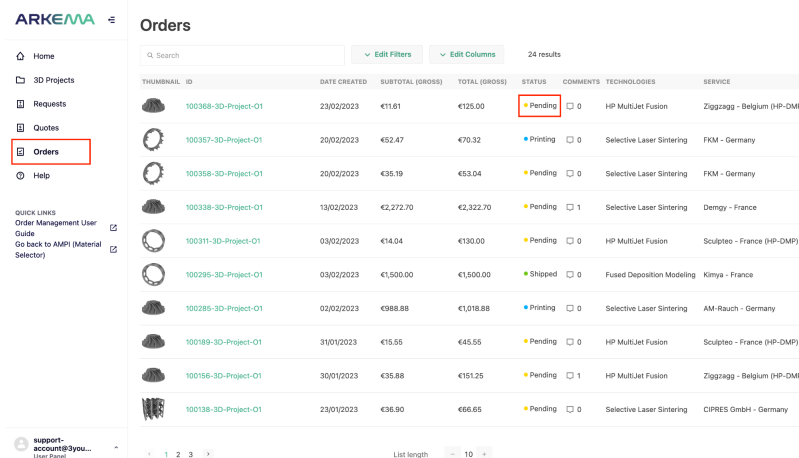 ARKEMA
Home
3D Projects
Requests
Quotes
Orders
Help
QUICK LINKS
Order Management User
Guide
Go back to AMPI (Material
Selector)
support-
account@3you...
User Panel
Orders
Search
Edit Filters
Edit Columns
24 results
THUMBNAIL ID DATE CREATED SUBTOTAL (GROSS) TOTAL (GROSS) STATUS COMMENTS TECHNOLOGIES SERVICE
100368-3D-Project-O1 23/02/2023 €11.61 €125.00 Pending 0 HP MultiJet Fusion Ziggzagg - Belgium (HP-DMP
100357-3D-Project-O1 20/02/2023 €52.47 €70.32 Printing 0 Selective Laser Sintering FKM - Germany
100358-3D-Project-O1 20/02/2023 €35.19 €53.04 Pending 0 Selective Laser Sintering FKM - Germany
100338-3D-Project-O1 13/02/2023 €2,272.70 €2,322.70 Pending 1 Selective Laser Sintering Demgy - France
100311-3D-Project-O1 03/02/2023 €14.04 €130.00 Pending 0 HP MultiJet Fusion Sculpteo - France (HP-DMP)
100295-3D-Project-O1 03/02/2023 €1,500.00 €1,500.00 Shipped 0 Fused Deposition Modeling Kimya - France
100285-3D-Project-O1 02/02/2023 €988.88 €1,018.88 Printing 0 Selective Laser Sintering AM-Rauch - Germany
100189-3D-Project-O1 31/01/2023 €15.55 €45.55 Pending 0 HP MultiJet Fusion Sculpteo - France (HP-DMP)
100156-3D-Project-O1 30/01/2023 €35.88 €151.25 Pending 1 HP MultiJet Fusion Ziggzagg - Belgium (HP-DMP
100138-3D-Project-O1 23/01/2023 €36.90 €66.65 Pending 0 Selective Laser Sintering CIPRES GmbH - Germany
1 2 3 List length - 10 +